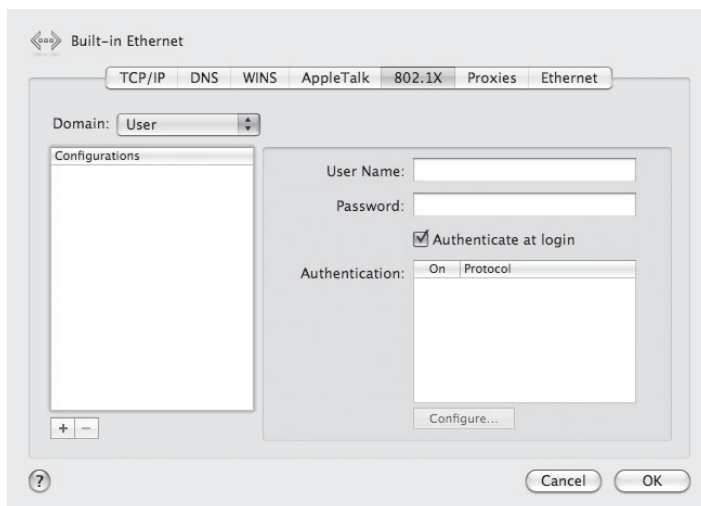 Built-in Ethernet
TCP/IP DNS WINS AppleTalk 802.1X Proxies Ethernet
Domain: User
Configurations
User Name:
Password:
Authenticate at login
Authentication:
On Protocol
Configure...
+ −
? Cancel OK